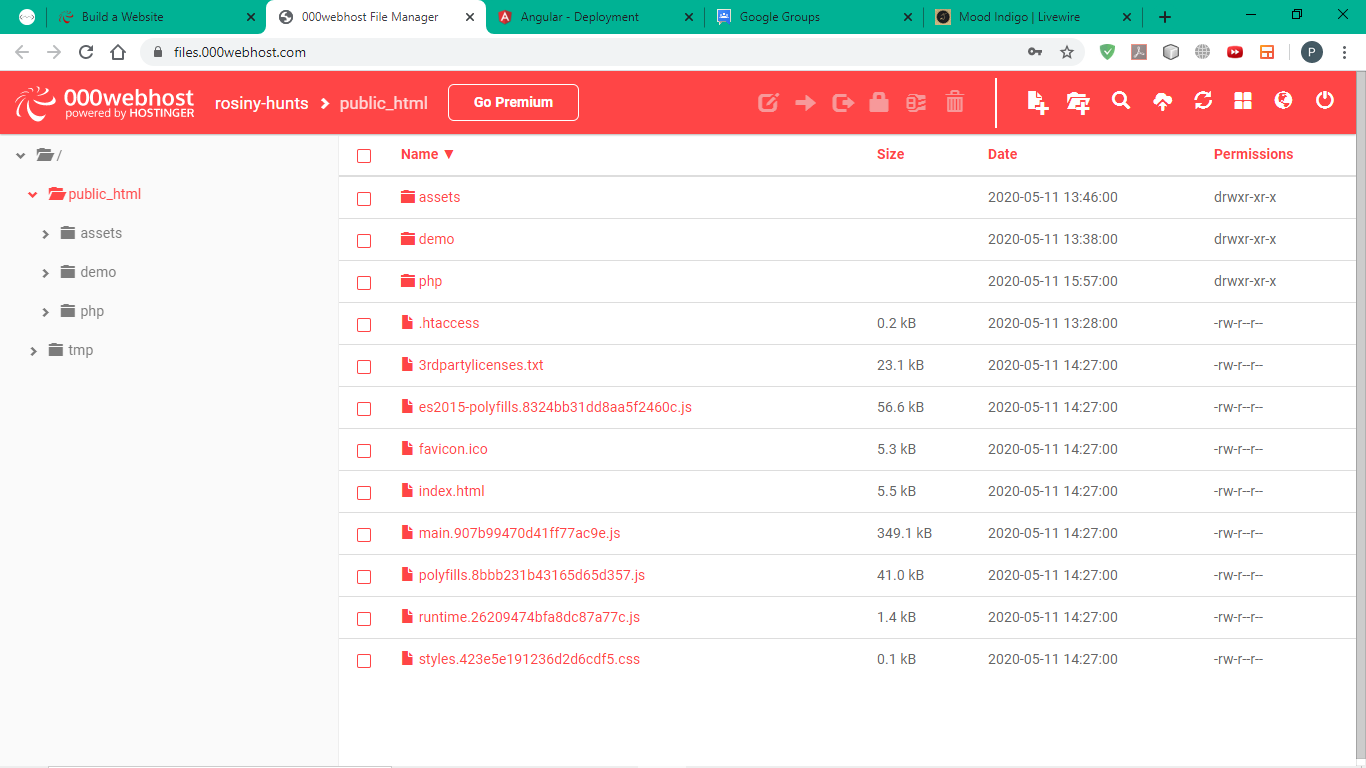 Build a Website
000webhost File Manager
Angular - Deployment
Google Groups
Mood Indigo | Livewire
files.000webhost.com
P
000webhost
powered by HOSTINGER
rosiny-hunts
public_html
Go Premium
/
public_html
assets
demo
php
tmp
Name ▼ Size Date Permissions
assets 2020-05-11 13:46:00 drwxr-xr-x
demo 2020-05-11 13:38:00 drwxr-xr-x
php 2020-05-11 15:57:00 drwxr-xr-x
.htaccess 0.2 kB 2020-05-11 13:28:00 -rw-r--r--
3rdpartylicenses.txt 23.1 kB 2020-05-11 14:27:00 -rw-r--r--
es2015-polyfills.8324bb31dd8aa5f2460c.js 56.6 kB 2020-05-11 14:27:00 -rw-r--r--
favicon.ico 5.3 kB 2020-05-11 14:27:00 -rw-r--r--
index.html 5.5 kB 2020-05-11 14:27:00 -rw-r--r--
main.907b99470d41ff77ac9e.js 349.1 kB 2020-05-11 14:27:00 -rw-r--r--
polyfills.8bbb231b43165d65d357.js 41.0 kB 2020-05-11 14:27:00 -rw-r--r--
runtime.26209474bfa8dc87a77c.js 1.4 kB 2020-05-11 14:27:00 -rw-r--r--
styles.423e5e191236d2d6cdf5.css 0.1 kB 2020-05-11 14:27:00 -rw-r--r--